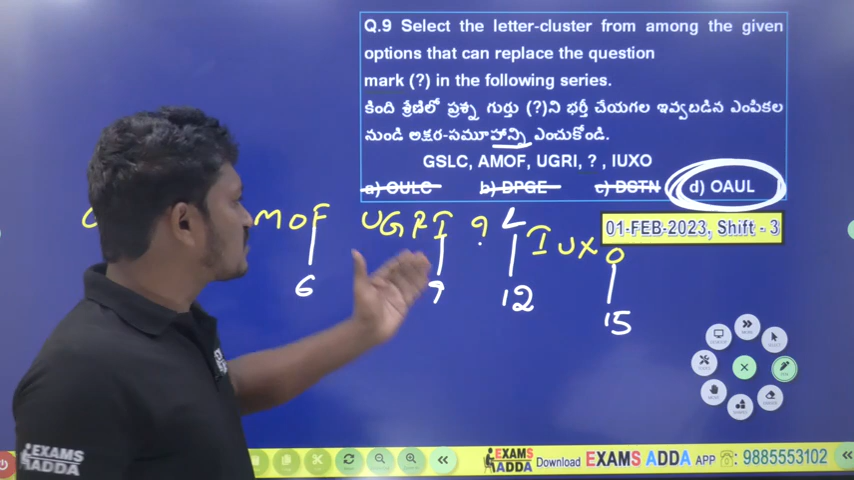 Q.9 Select the letter-cluster from among the given
options that can replace the question
mark (?) in the following series.
కింది శ్రేణిలో ప్రశ్న గుర్తు (?)ని భర్తీ చేయగల ఇవ్వబడిన ఎంపికల
నుండి అక్షర-సమూహాన్ని ఎంచుకోండి.
GSLC, AMOF, UGRI, ? , IUXO
a) OULC b) DPGE c) DSTN d) OAUL
01-FEB-2023, Shift - 3
MOF UGRI ? L IUXO
6 9 12 15
EXAMS ADDA
EXAMS ADDA Download EXAMS ADDA APP : 9885553102